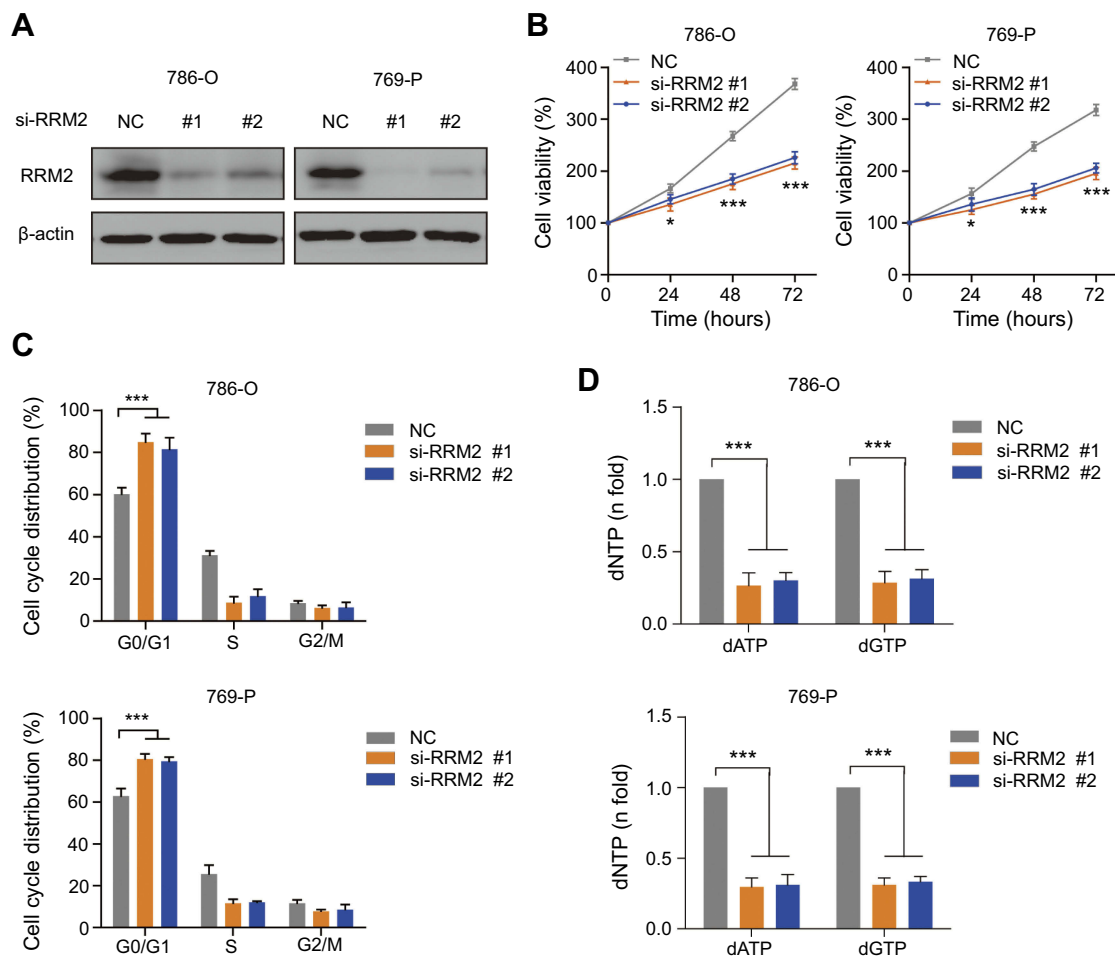 A
786-O 769-P
si-RRM2 NC #1 #2 NC #1 #2
RRM2
β-actin
B
786-O
NC
si-RRM2 #1
si-RRM2 #2
Cell viability (%)
400
300
200
100
0
* *** ***
0 24 48 72
Time (hours)
769-P
NC
si-RRM2 #1
si-RRM2 #2
Cell viability (%)
400
300
200
100
0
* *** ***
0 24 48 72
Time (hours)
C
786-O
Cell cycle distribution (%)
100
80
60
40
20
0
***
NC
si-RRM2 #1
si-RRM2 #2
G0/G1 S G2/M
769-P
Cell cycle distribution (%)
100
80
60
40
20
0
***
NC
si-RRM2 #1
si-RRM2 #2
G0/G1 S G2/M
D
786-O
dNTP (n fold)
1.5
1.0
0.5
0.0
*** ***
NC
si-RRM2 #1
si-RRM2 #2
dATP dGTP
769-P
dNTP (n fold)
1.5
1.0
0.5
0.0
*** ***
NC
si-RRM2 #1
si-RRM2 #2
dATP dGTP